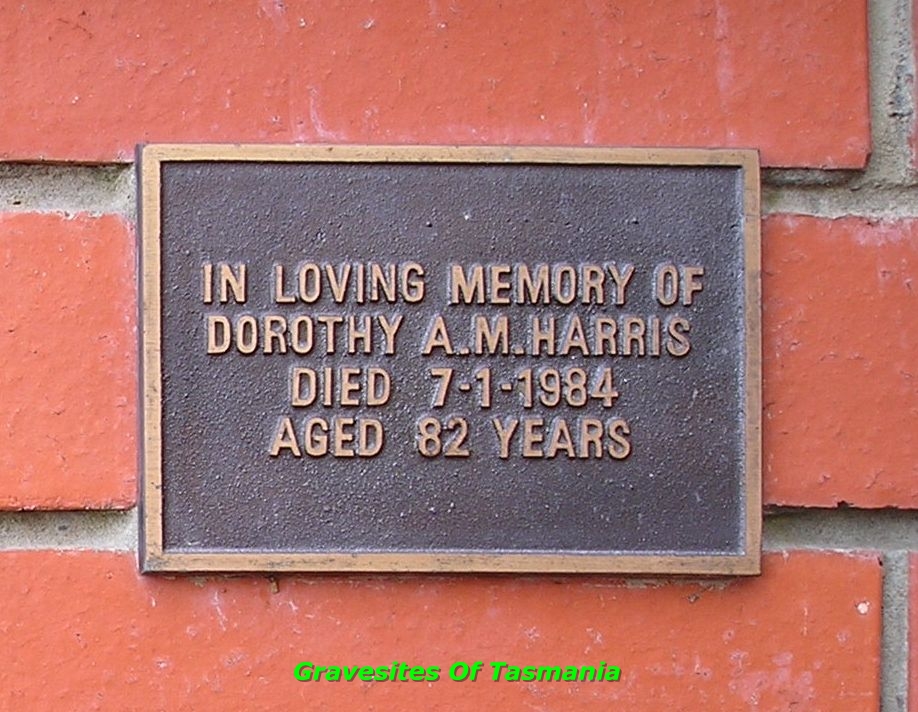 IN LOVING MEMORY OF
DOROTHY A.M.HARRIS
DIED 7-1-1984
AGED 82 YEARS
Gravesites Of Tasmania